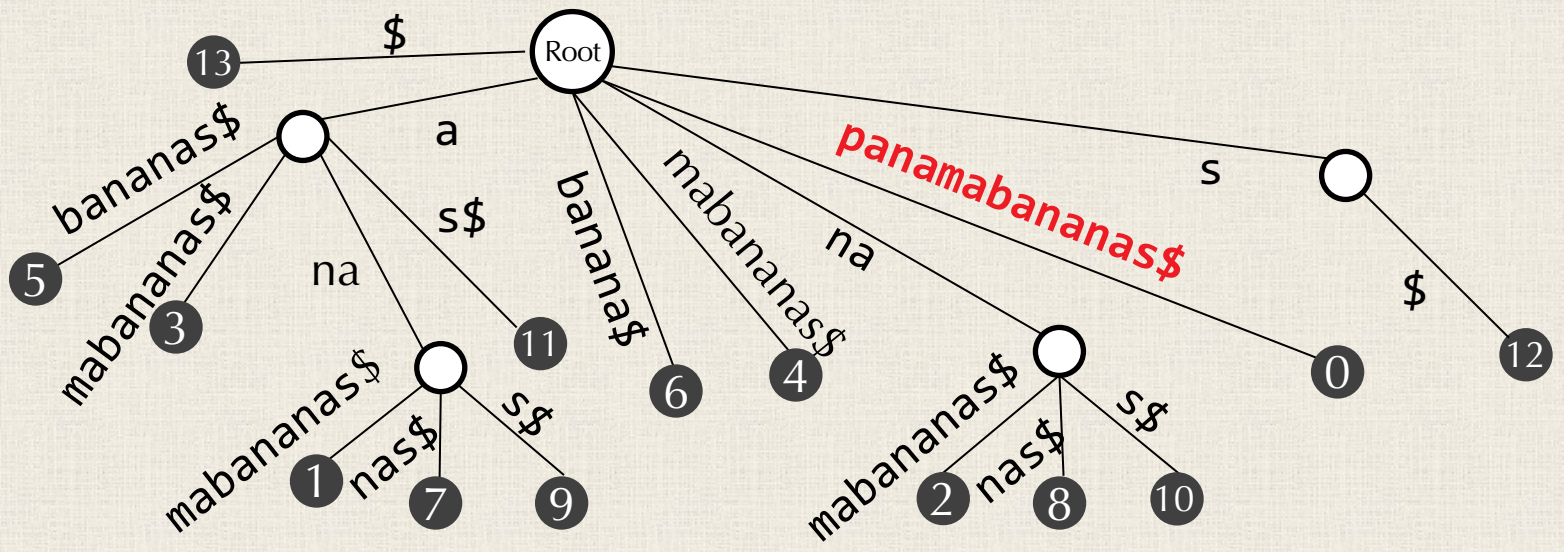 $
Root
13
a
bananas$
mabananas$
s$
na
5
3
11
banana$
mabananas$
na
panamabananas$
s
$
6
4
0
12
mabananas$
nas$
s$
1
7
9
mabananas$
nas$
s$
2
8
10